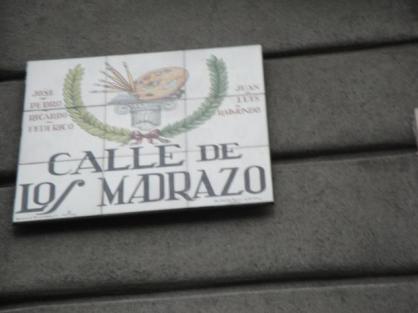 JOSE
PEDRO
RICARDO
FEDERICO
JUAN
LUIS
RAIMUNDO
CALLE DE
LOS MADRAZO